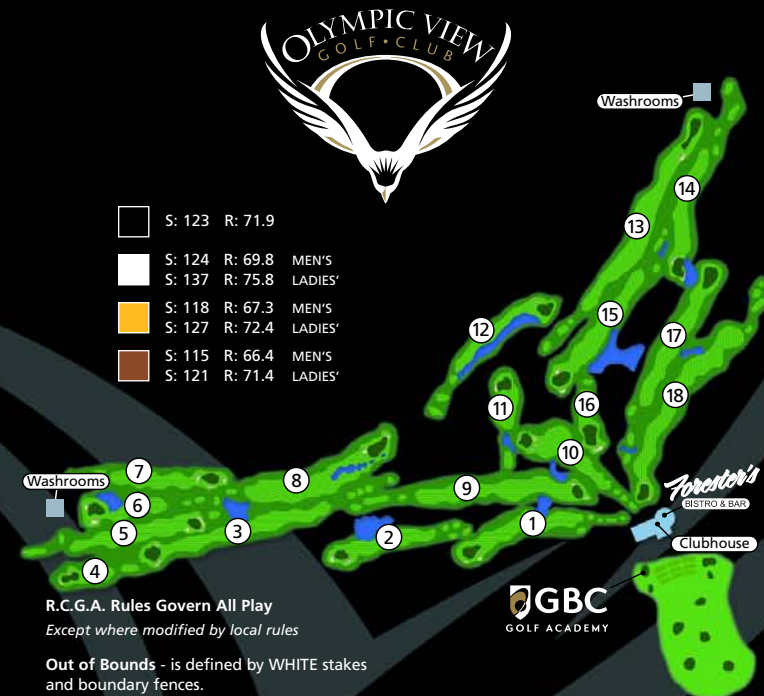 OLYMPIC VIEW
GOLF•CLUB
Washrooms
14
13
S: 123 R: 71.9
S: 124 R: 69.8 MEN'S
S: 137 R: 75.8 LADIES'
S: 118 R: 67.3 MEN'S
S: 127 R: 72.4 LADIES'
S: 115 R: 66.4 MEN'S
S: 121 R: 71.4 LADIES'
15
12
17
18
11
16
10
7
Washrooms
8
9
6
5
3
2
1
4
Forester's
BISTRO & BAR
Clubhouse
GBC
GOLF ACADEMY
R.C.G.A. Rules Govern All Play
Except where modified by local rules
Out of Bounds - is defined by WHITE stakes
and boundary fences.